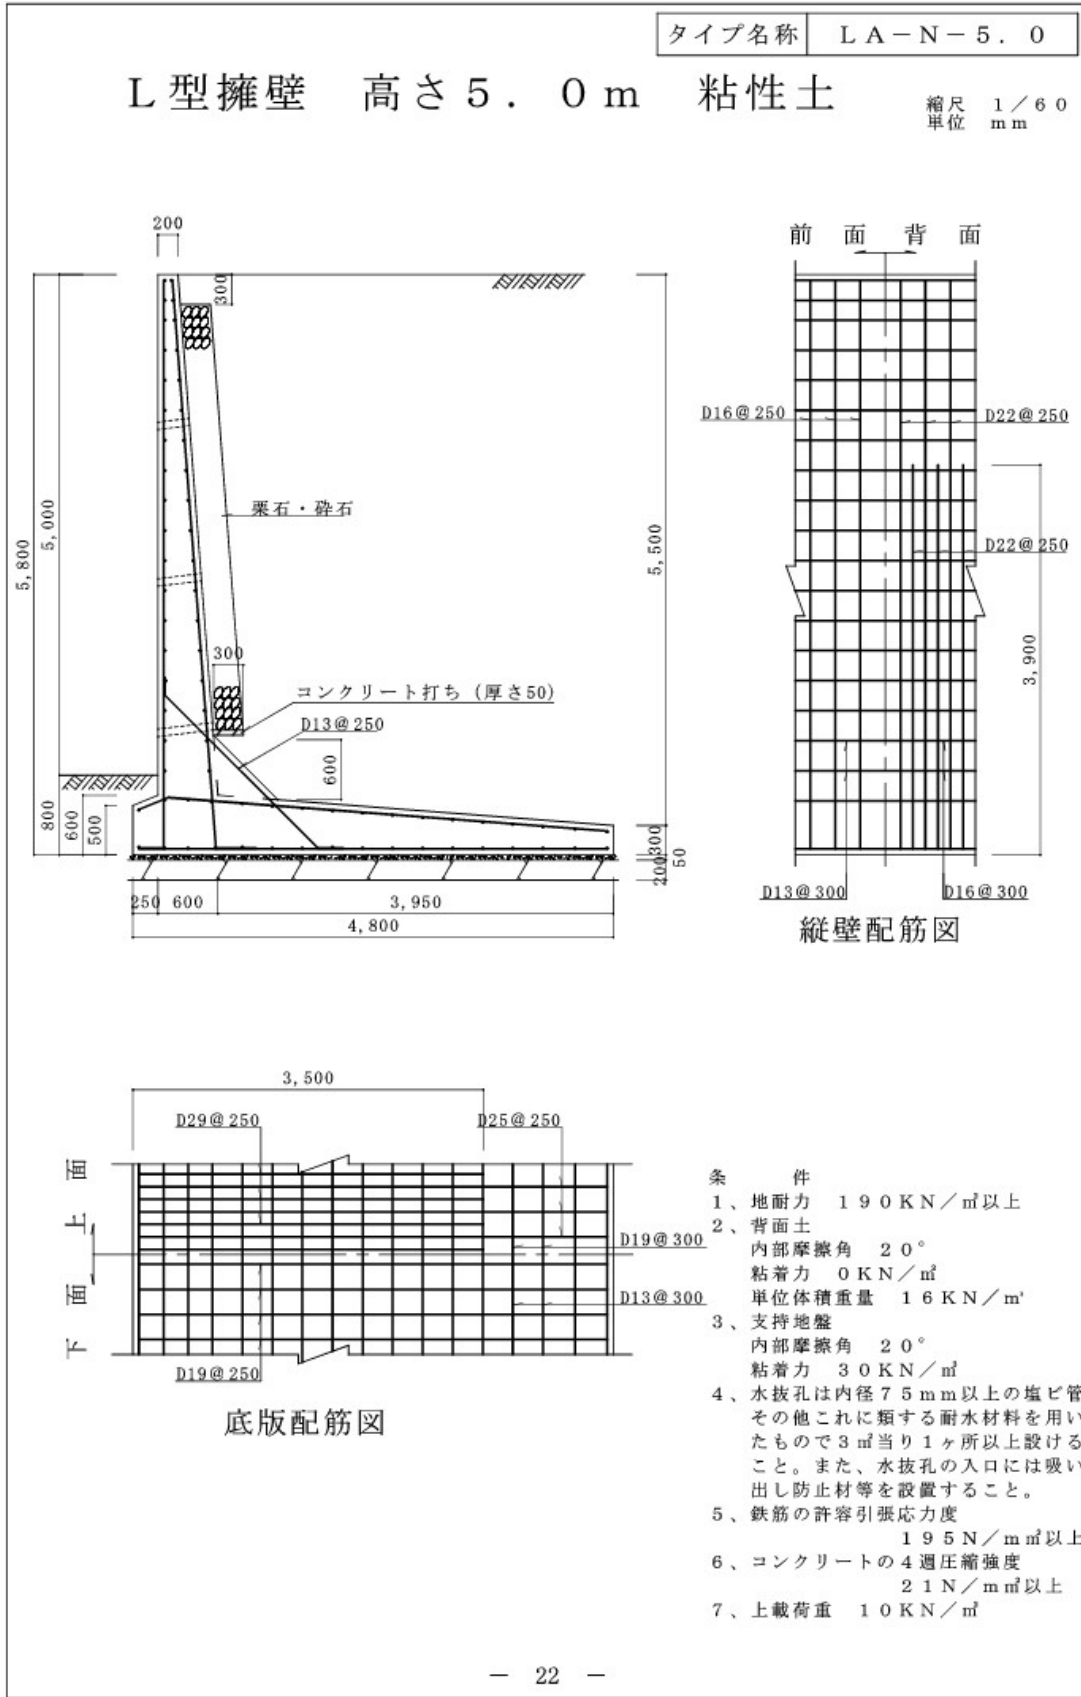 タイプ名称 LA－N－5．0
L型擁壁 高さ5．0m 粘性土
縮尺 1／60
単位 mm
200
300
5,800
5,000
5,500
栗石・砕石
300
コンクリート打ち（厚さ50）
D13@250
600
800
600
500
300
50
200
250 600 3,950
4,800
前面 背面
D16@250
D22@250
D22@250
3,900
D13@300
D16@300
縦壁配筋図
3,500
D29@250
D25@250
上面
下面
D19@300
D13@300
D19@250
底版配筋図
条 件
1、地耐力 190KN／㎡以上
2、背面土
内部摩擦角 20°
粘着力 0KN／㎡
単位体積重量 16KN／m³
3、支持地盤
内部摩擦角 20°
粘着力 30KN／㎡
4、水抜孔は内径75mm以上の塩ビ管
その他これに類する耐水材料を用い
たもので3㎡当り1ヶ所以上設ける
こと。また、水抜孔の入口には吸い
出し防止材等を設置すること。
5、鉄筋の許容引張応力度
195N／m㎡以上
6、コンクリートの4週圧縮強度
21N／m㎡以上
7、上載荷重 10KN／㎡
－ 22 －